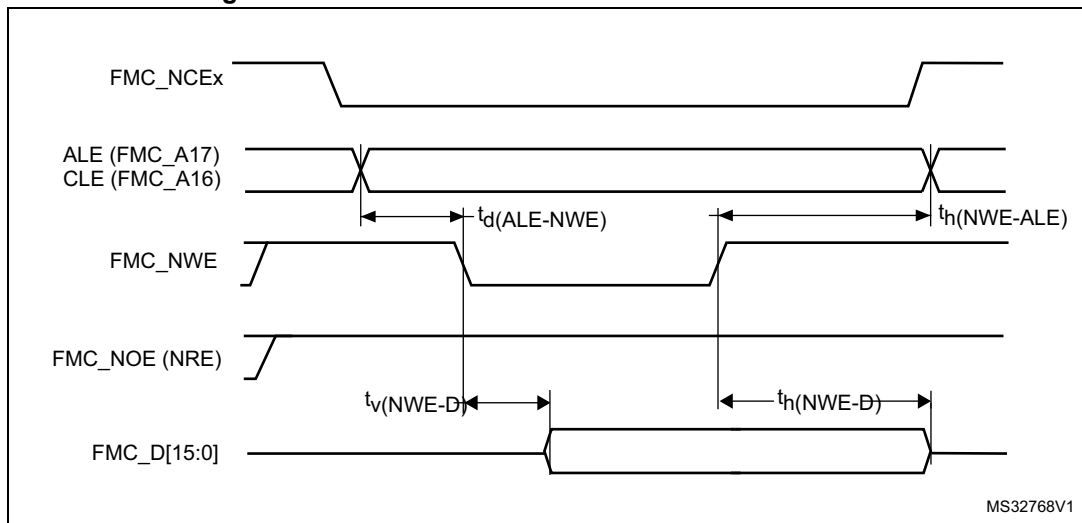 FMC_NCEx
ALE (FMC_A17)
CLE (FMC_A16)
td(ALE-NWE)
th(NWE-ALE)
FMC_NWE
FMC_NOE (NRE)
tv(NWE-D)
th(NWE-D)
FMC_D[15:0]
MS32768V1